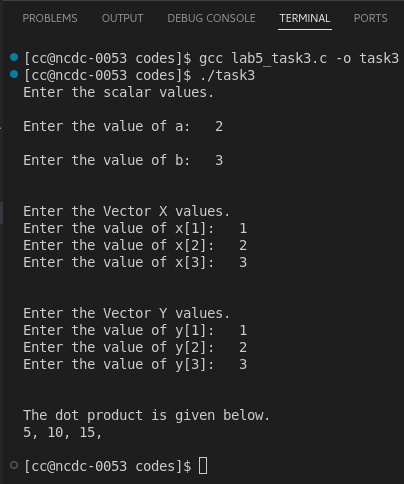 PROBLEMS OUTPUT DEBUG CONSOLE TERMINAL PORTS
[cc@ncdc-0053 codes]$ gcc lab5_task3.c -o task3
[cc@ncdc-0053 codes]$ ./task3
Enter the scalar values.
Enter the value of a: 2
Enter the value of b: 3
Enter the Vector X values.
Enter the value of x[1]: 1
Enter the value of x[2]: 2
Enter the value of x[3]: 3
Enter the Vector Y values.
Enter the value of y[1]: 1
Enter the value of y[2]: 2
Enter the value of y[3]: 3
The dot product is given below.
5, 10, 15,
[cc@ncdc-0053 codes]$